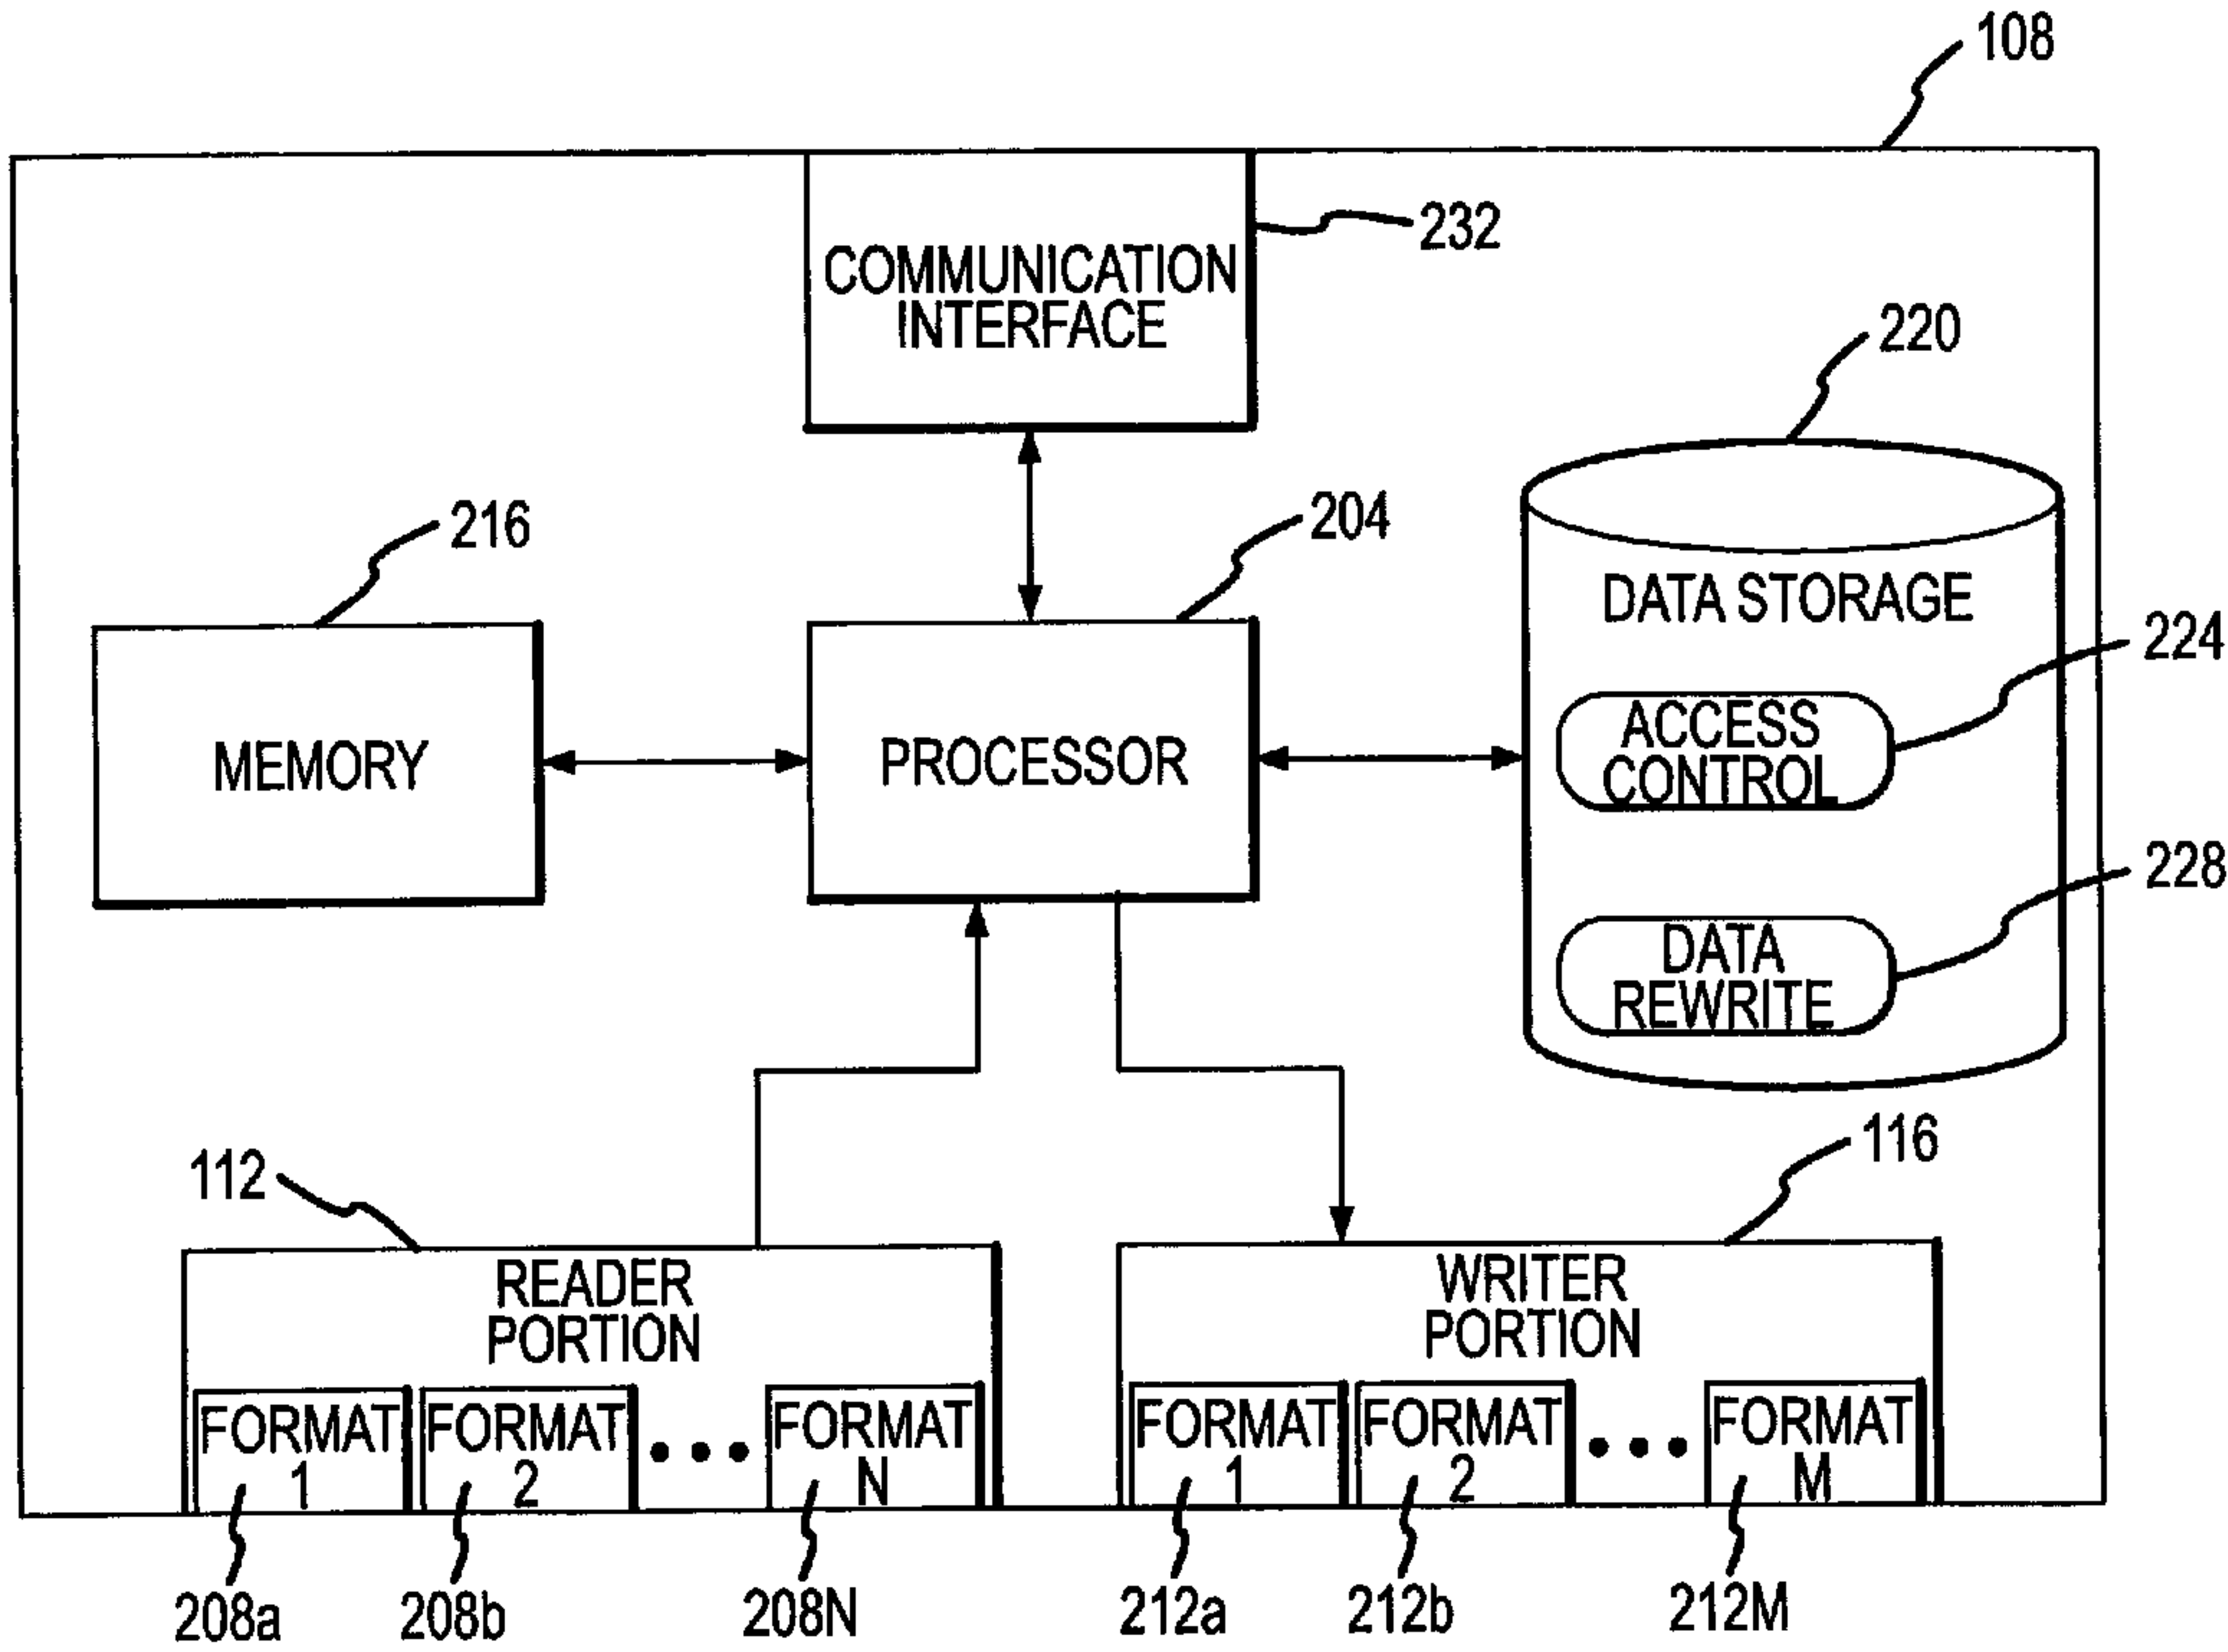 108
COMMUNICATION
INTERFACE
232
220
216
204
DATA STORAGE
224
MEMORY
PROCESSOR
ACCESS
CONTROL
228
DATA
REWRITE
112
116
READER
PORTION
WRITER
PORTION
FORMAT
1
FORMAT
2
•••
FORMAT
N
FORMAT
1
FORMAT
2
•••
FORMAT
M
208a
208b
208N
212a
212b
212M